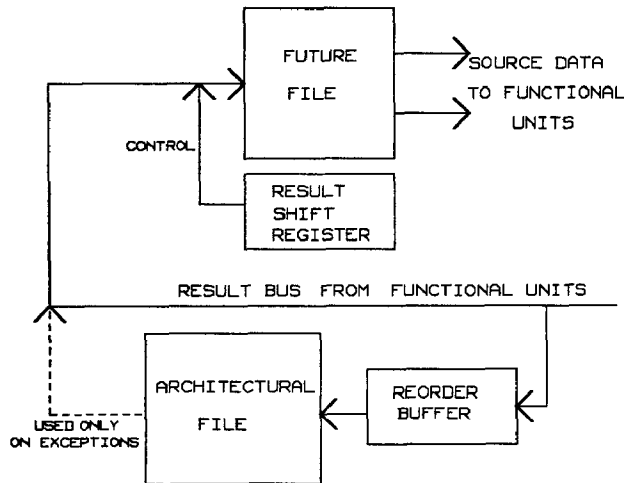 FUTURE
FILE
SOURCE DATA
TO FUNCTIONAL
UNITS
CONTROL
RESULT
SHIFT
REGISTER
RESULT BUS FROM FUNCTIONAL UNITS
ARCHITECTURAL
FILE
REORDER
BUFFER
USED ONLY
ON EXCEPTIONS